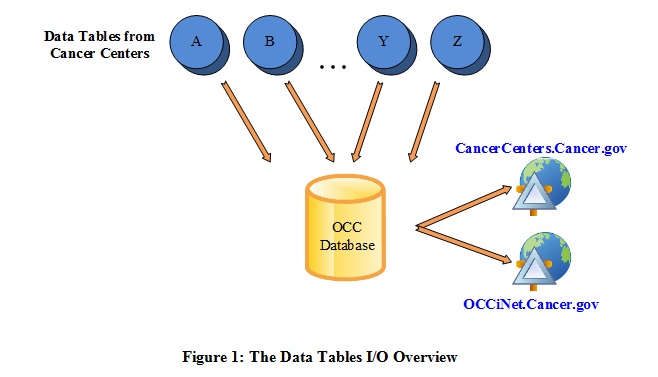 Data Tables from
Cancer Centers
A B ... Y Z
CancerCenters.Cancer.gov
OCC
Database
OCCiNet.Cancer.gov
Figure 1: The Data Tables I/O Overview